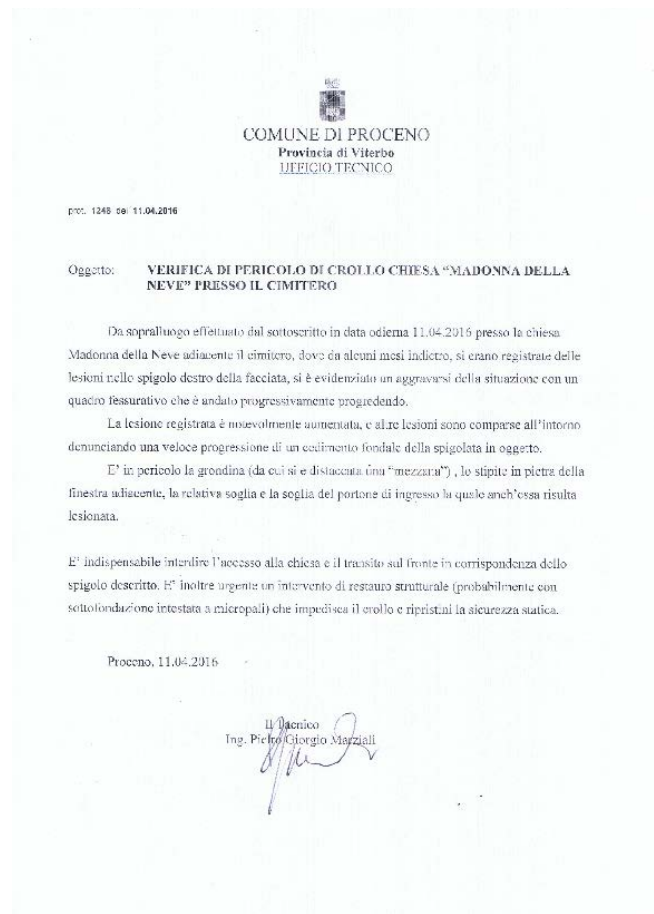 COMUNE DI PROCENO
Provincia di Viterbo
UFFICIO TECNICO
prot. 1248 del 11.04.2016
Oggetto: VERIFICA DI PERICOLO DI CROLLO CHIESA “MADONNA DELLA
NEVE” PRESSO IL CIMITERO
Da sopralluogo effettuato dal sottoscritto in data odierna 11.04.2016 presso la chiesa
Madonna della Neve adiacente il cimitero, dove da alcuni mesi indietro, si erano registrate delle
lesioni nello spigolo destro della facciata, si è evidenziato un aggravarsi della situazione con un
quadro fessurativo che è andato progressivamente progredendo.
La lesione registrata è notevolmente aumentata, e altre lesioni sono comparse all’intorno
denunciando una veloce progressione di un cedimento fondale della spigolata in oggetto.
E’ in pericolo la grondina (da cui si è distaccata una “mezzana”) , lo stipite in pietra della
finestra adiacente, la relativa soglia e la soglia del portone di ingresso la quale anch’essa risulta
lesionata.
E’ indispensabile interdire l’accesso alla chiesa e il transito sul fronte in corrispondenza dello
spigolo descritto. E’ inoltre urgente un intervento di restauro strutturale (probabilmente con
sottofondazione intestata a micropali) che impedisca il crollo e ripristini la sicurezza statica.
Proceno, 11.04.2016
Il Tecnico
Ing. Pietro Giorgio Marziali